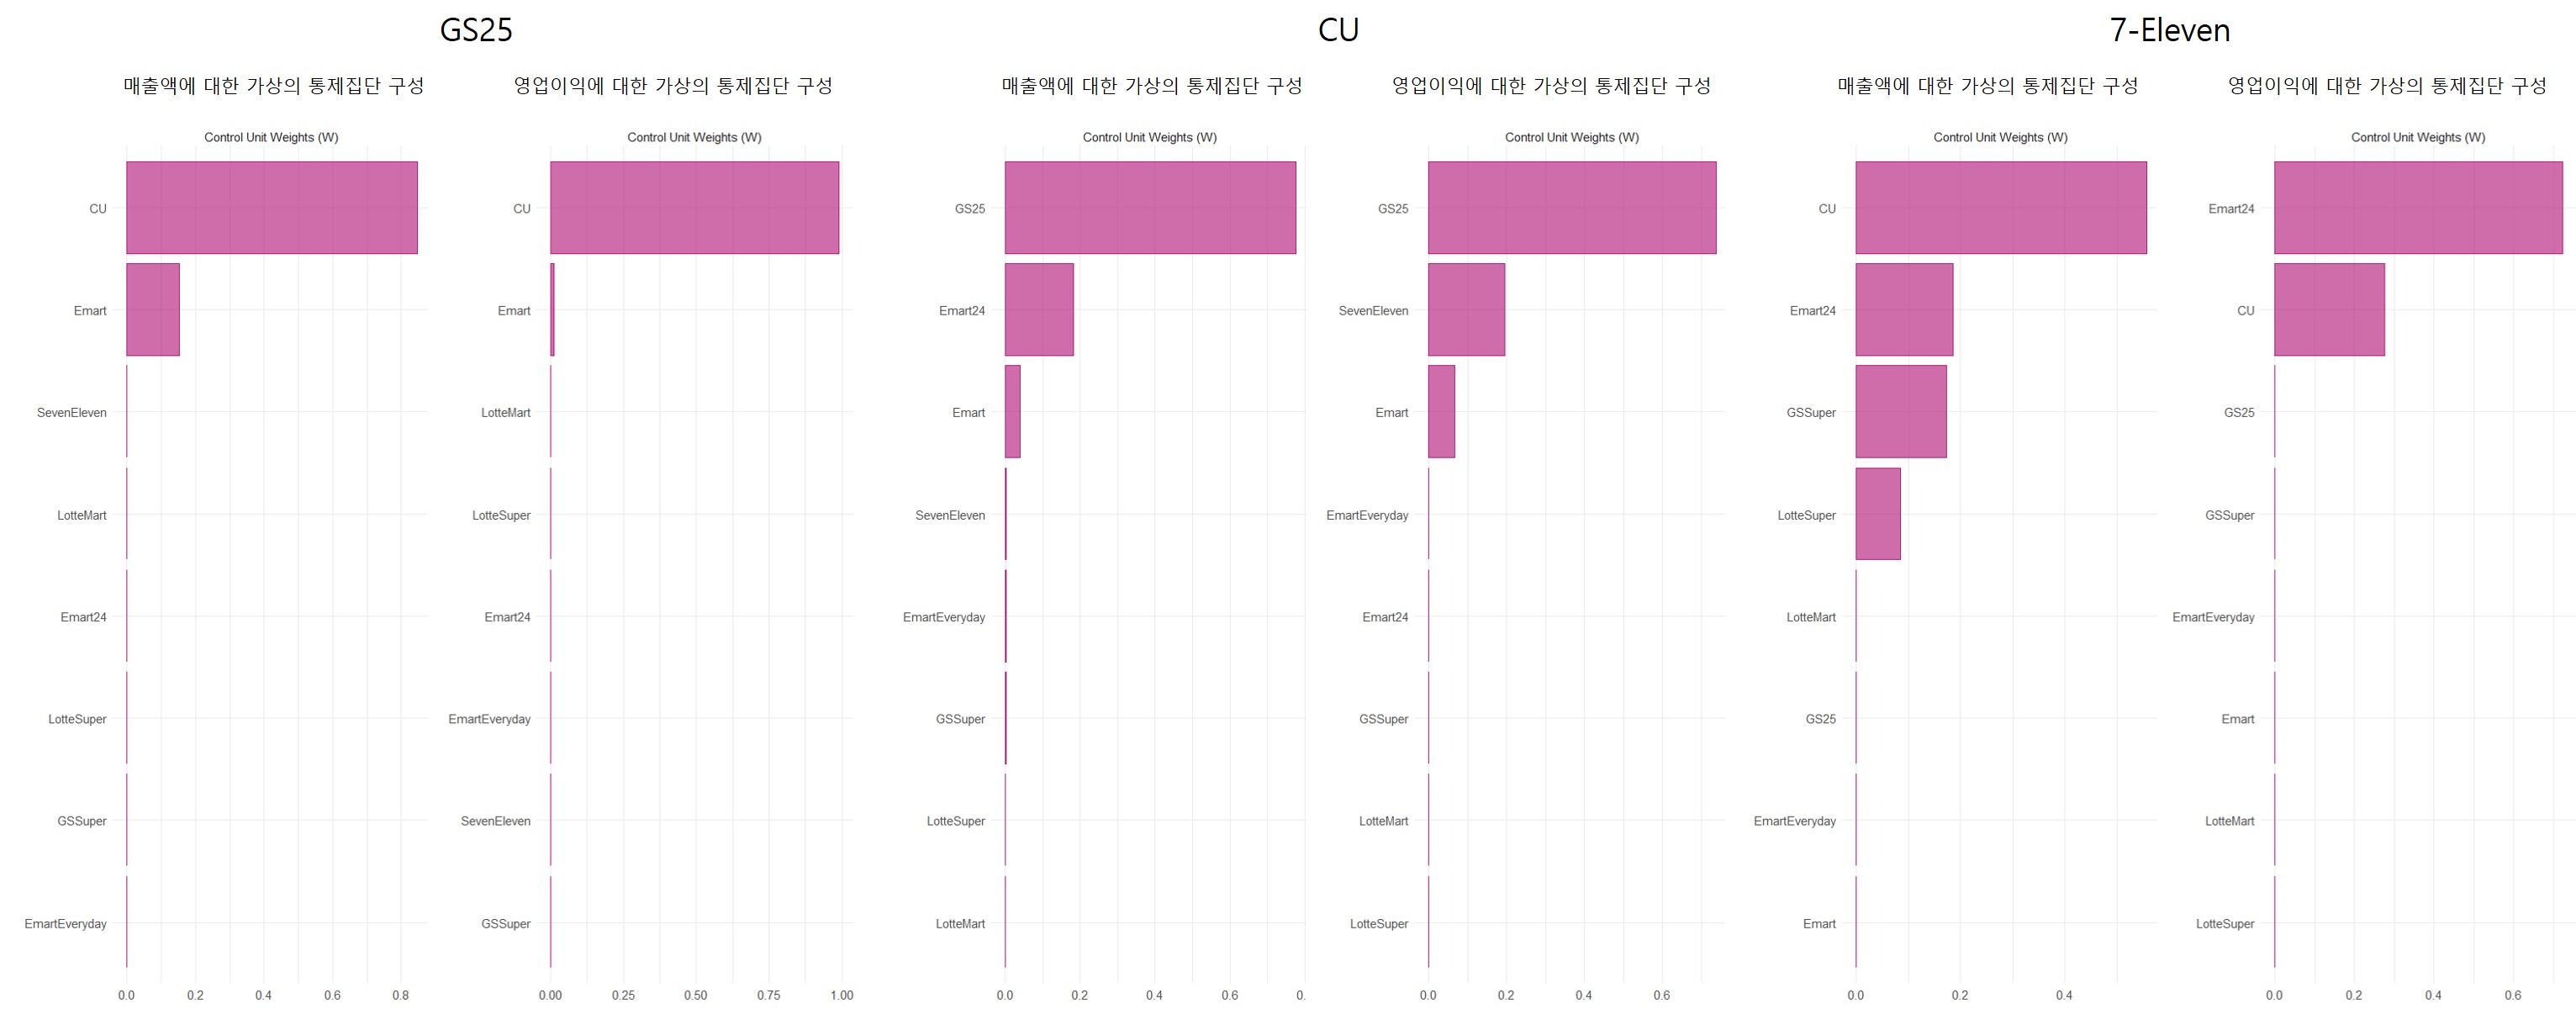 GS25
CU
7-Eleven
매출액에 대한 가상의 통제집단 구성
영업이익에 대한 가상의 통제집단 구성
매출액에 대한 가상의 통제집단 구성
영업이익에 대한 가상의 통제집단 구성
매출액에 대한 가상의 통제집단 구성
영업이익에 대한 가상의 통제집단 구성
Control Unit Weights (W)
CU
Emart
SevenEleven
LotteMart
Emart24
LotteSuper
GSSuper
EmartEveryday
0.0 0.2 0.4 0.6 0.8
Control Unit Weights (W)
CU
Emart
LotteMart
LotteSuper
Emart24
EmartEveryday
SevenEleven
GSSuper
0.00 0.25 0.50 0.75 1.00
Control Unit Weights (W)
GS25
Emart24
Emart
SevenEleven
EmartEveryday
GSSuper
LotteSuper
LotteMart
0.0 0.2 0.4 0.6 0.
Control Unit Weights (W)
GS25
SevenEleven
Emart
EmartEveryday
Emart24
GSSuper
LotteMart
LotteSuper
0.0 0.2 0.4 0.6
Control Unit Weights (W)
CU
Emart24
GSSuper
LotteSuper
LotteMart
GS25
EmartEveryday
Emart
0.0 0.2 0.4
Control Unit Weights (W)
Emart24
CU
GS25
GSSuper
EmartEveryday
Emart
LotteMart
LotteSuper
0.0 0.2 0.4 0.6